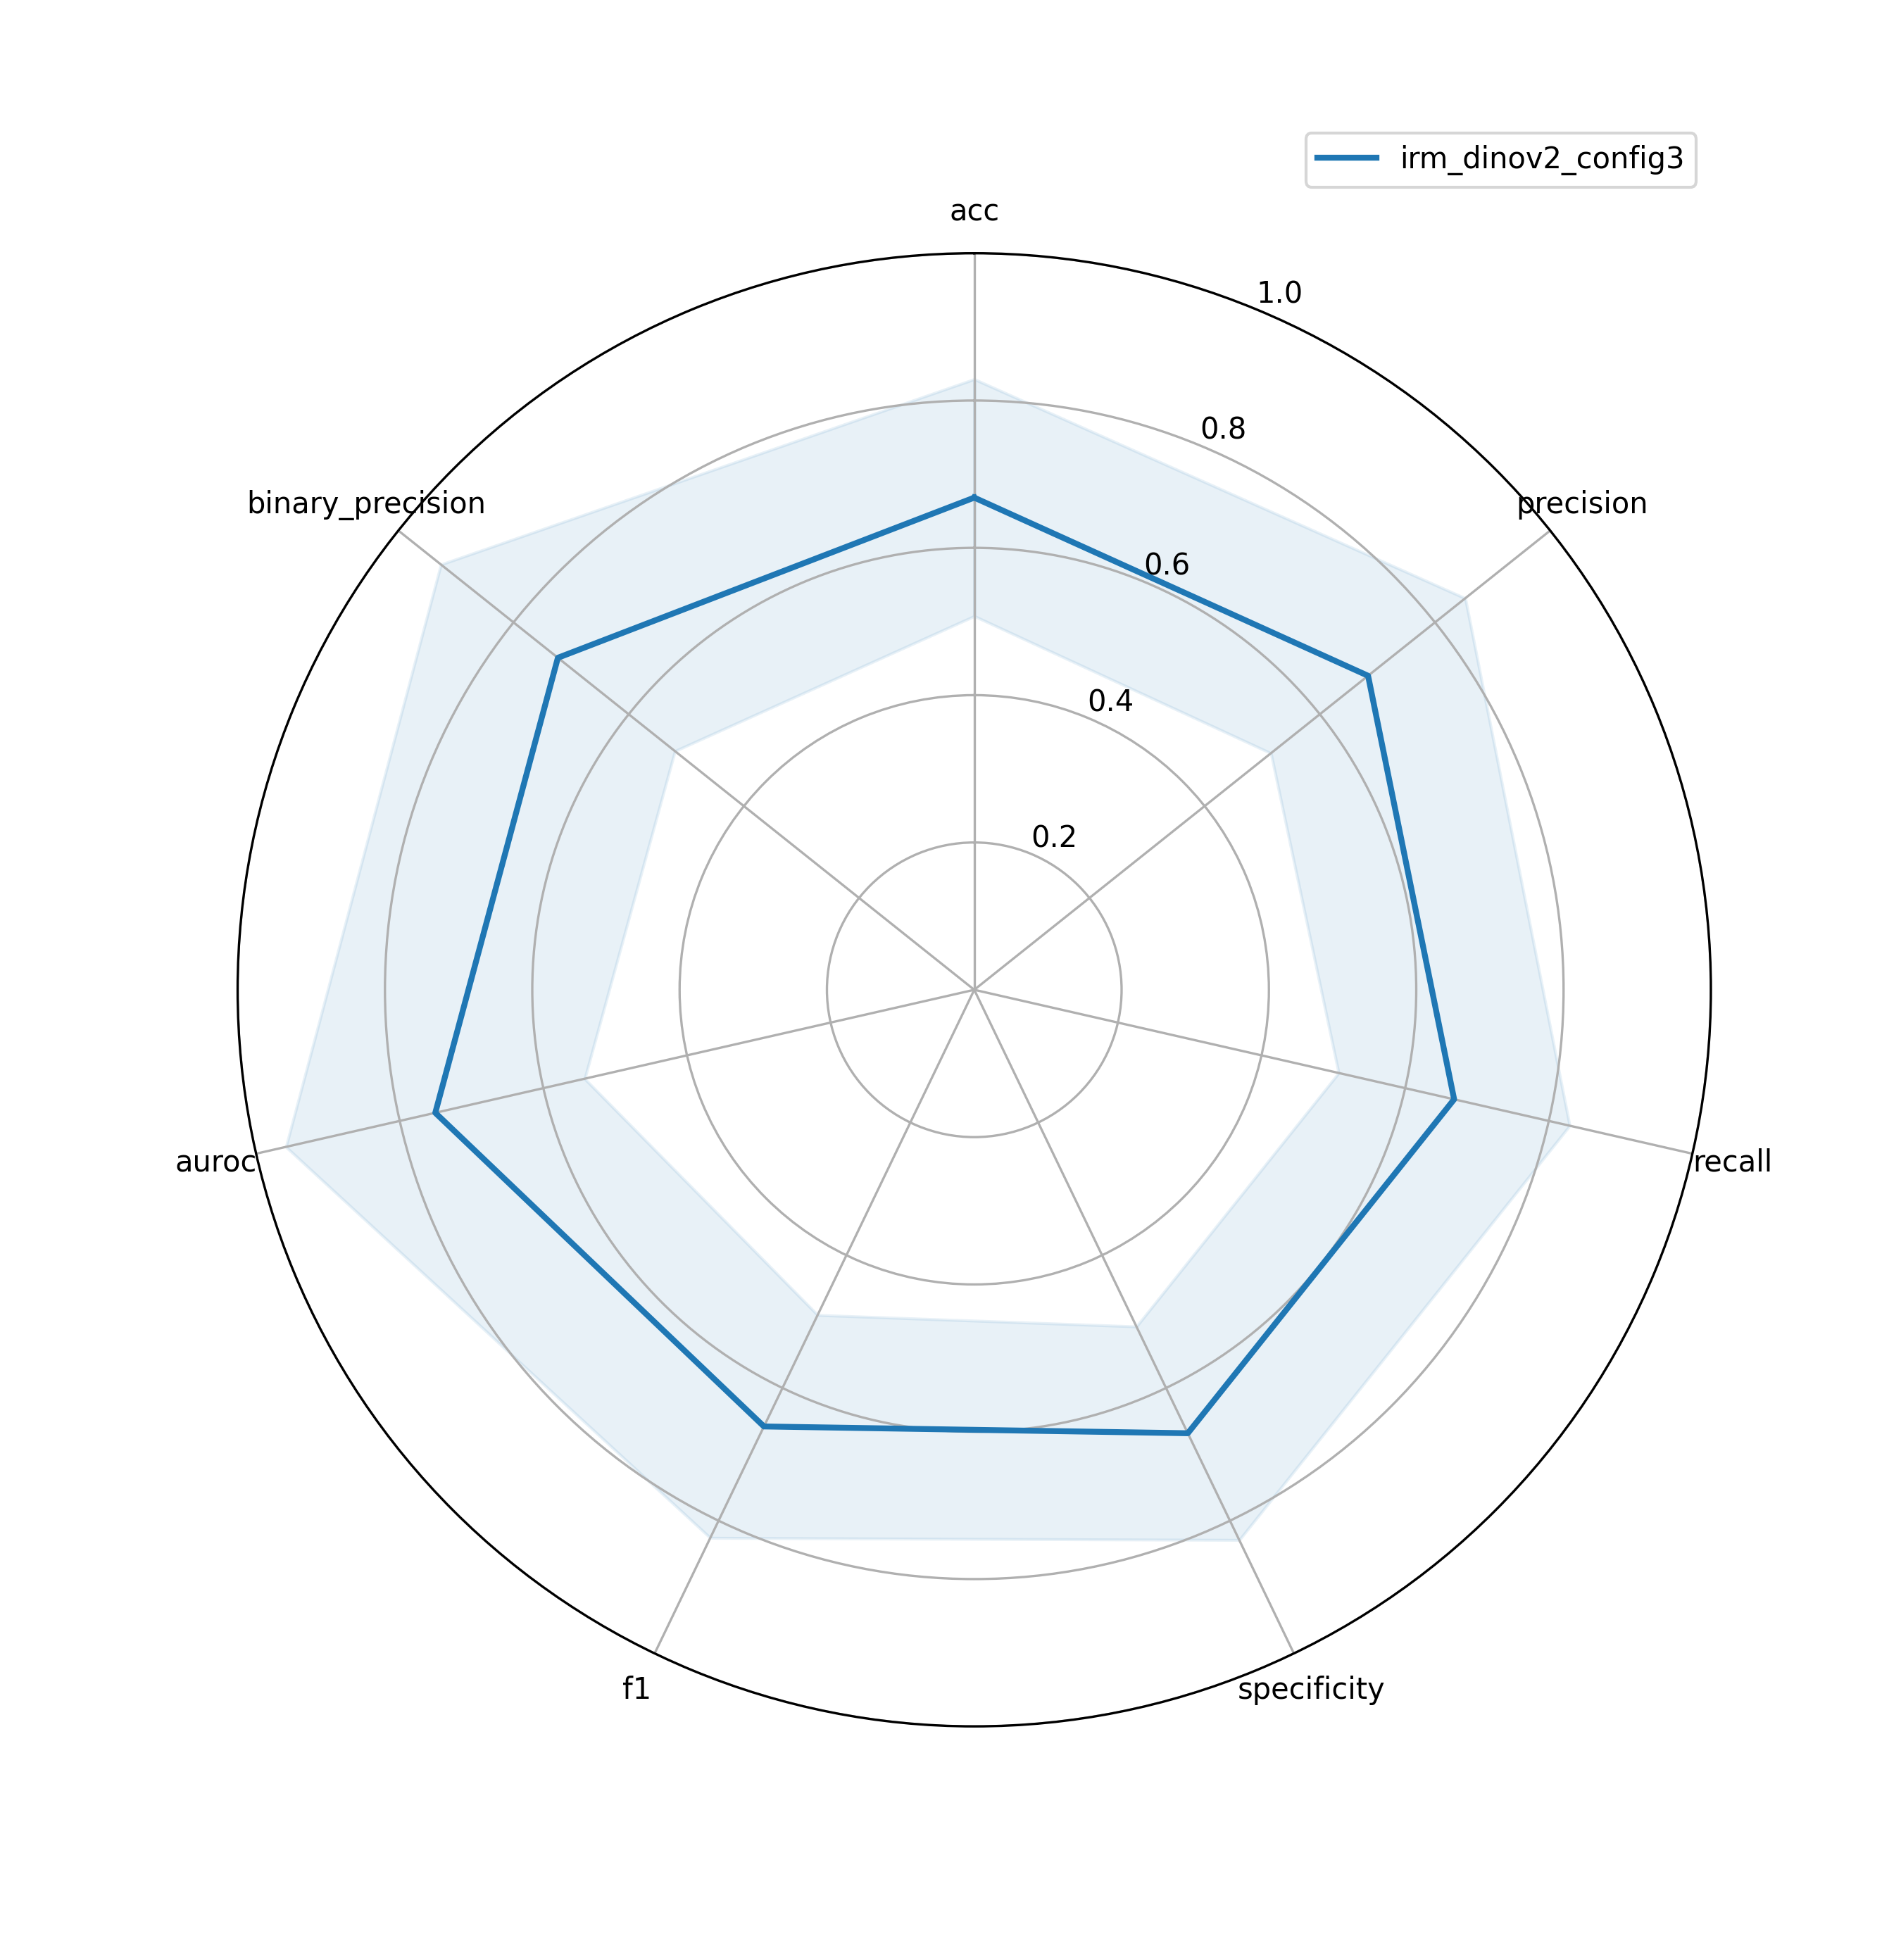 irm_dinov2_config3
acc
1.0
0.8
binary_precision
precision
0.6
0.4
0.2
auroc
recall
f1
specificity